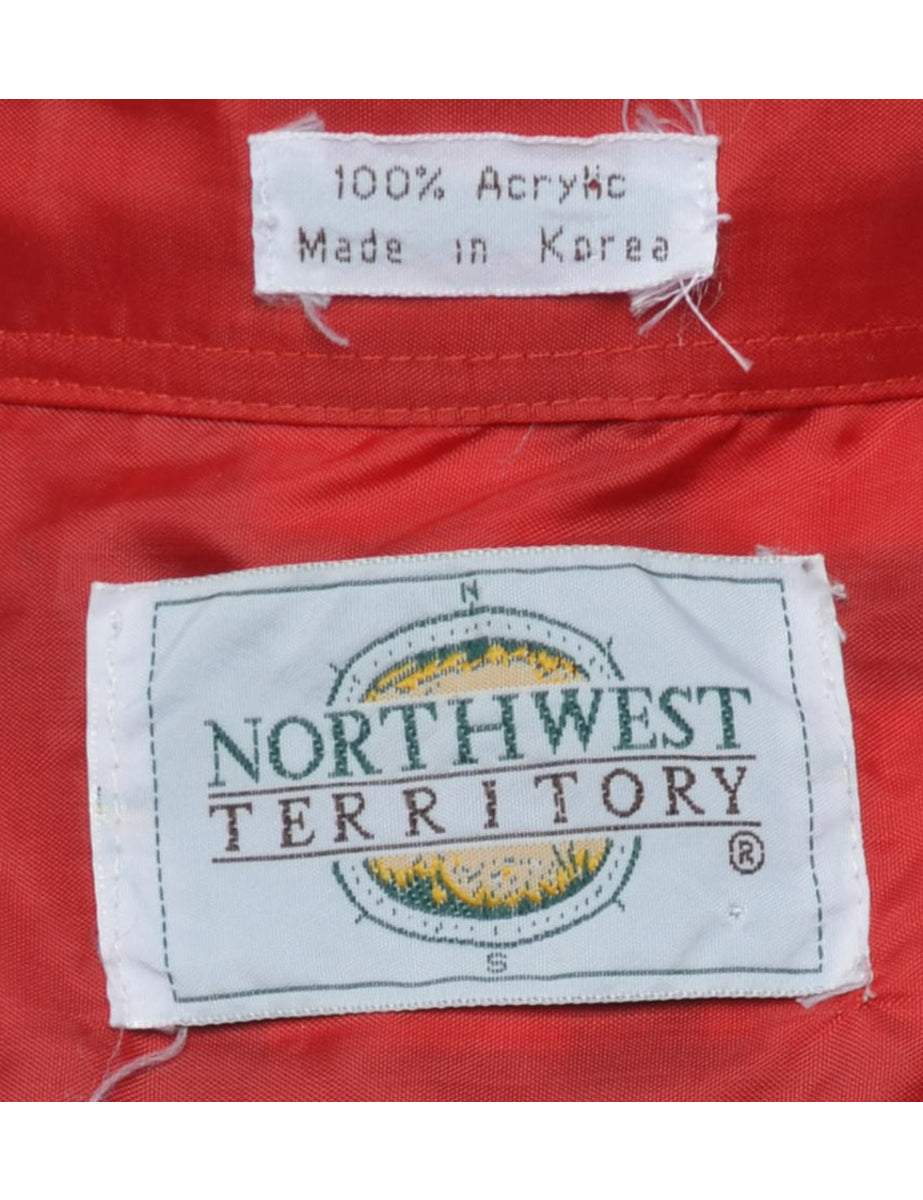 100% Acrylic
Made in Korea
N
NORTHWEST
TERRITORY
®
S